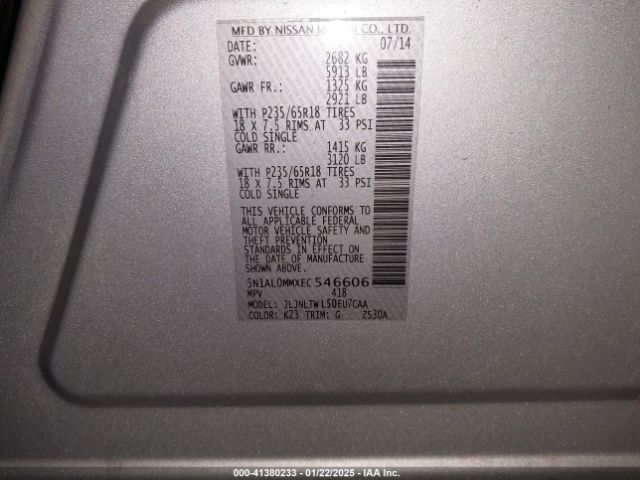 MFD BY NISSAN MOTOR CO., LTD.
DATE: 07/14
GVWR: 2682 KG
5913 LB
GAWR FR.: 1325 KG
2921 LB
WITH P235/65R18 TIRES
18 X 7.5 RIMS AT 33 PSI
COLD SINGLE
GAWR RR.: 1415 KG
3120 LB
WITH P235/65R18 TIRES
18 X 7.5 RIMS AT 33 PSI
COLD SINGLE
THIS VEHICLE CONFORMS TO
ALL APPLICABLE FEDERAL
MOTOR VEHICLE SAFETY AND
THEFT PREVENTION
STANDARDS IN EFFECT ON
THE DATE OF MANUFACTURE
SHOWN ABOVE.
5N1AL0MMXEC546606
MPV 418
MODEL: JLJNLTWL50EU7CAA
COLOR: K23 TRIM: G ZS30A
000-41380233 - 01/22/2025 - IAA Inc.